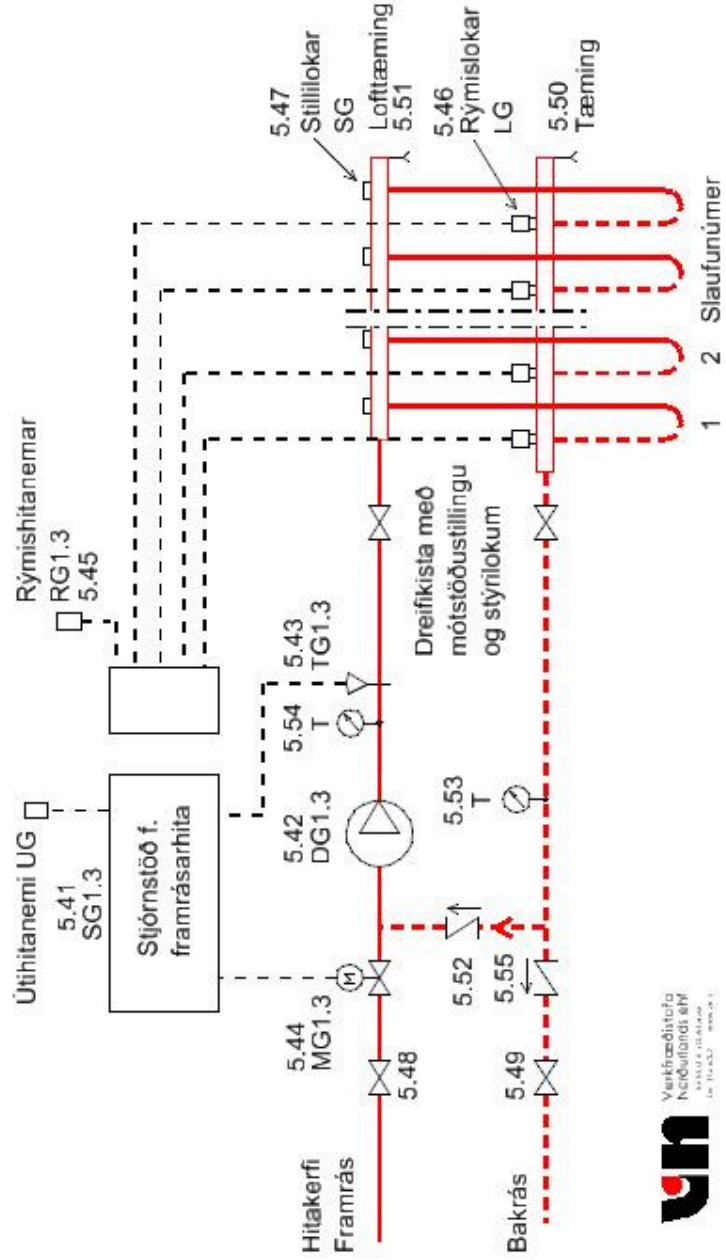 Útihitanemi UG
5.41
SG1.3
Stjórnstöð f.
framrásarhita
Rýmishitanemar
RG1.3
5.45
5.47
Stillilokar
SG
Lofttæming
5.51
5.46
Rýmislokar
LG
5.50
Tæming
5.44
MG1.3
M
5.42
DG1.3
5.54
T
5.43
TG1.3
Hitakerfi
Framrás
5.48
5.52
5.53
T
Dreifikista með
mótstöðustillingu
og stýrilokum
Bakrás
5.49
5.55
1
2
Slaufunúmer
Verkfræðistofa
Norðurlands ehf